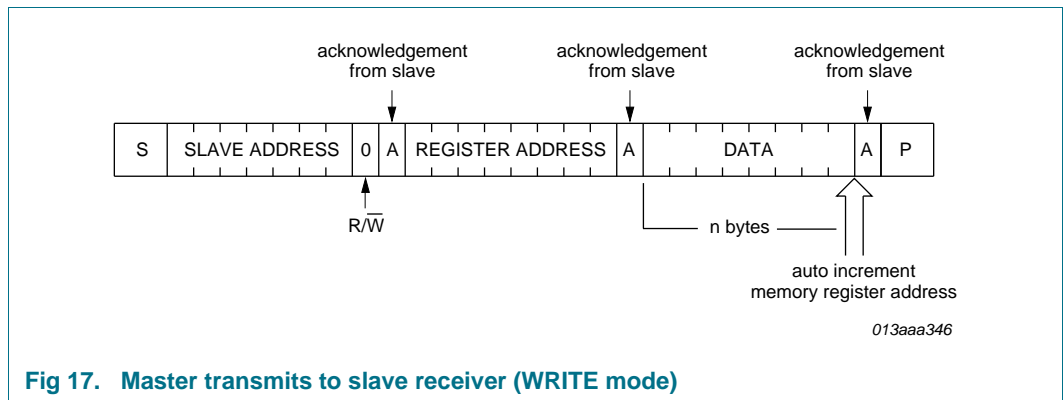 acknowledgement
from slave
acknowledgement
from slave
acknowledgement
from slave
S SLAVE ADDRESS 0 A REGISTER ADDRESS A DATA A P
R/W̅
n bytes
auto increment
memory register address
013aaa346
Fig 17. Master transmits to slave receiver (WRITE mode)